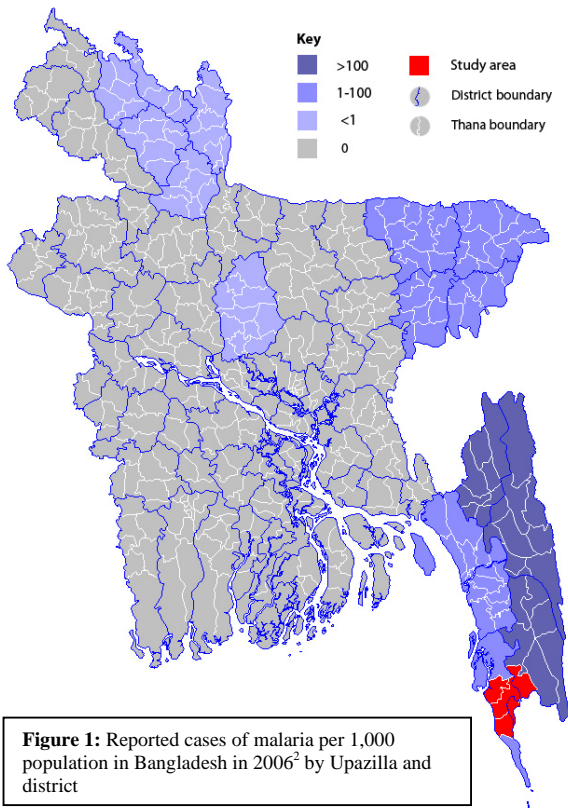 Key
>100
1-100
<1
0
Study area
District boundary
Thana boundary
Figure 1: Reported cases of malaria per 1,000
population in Bangladesh in 2006² by Upazilla and
district